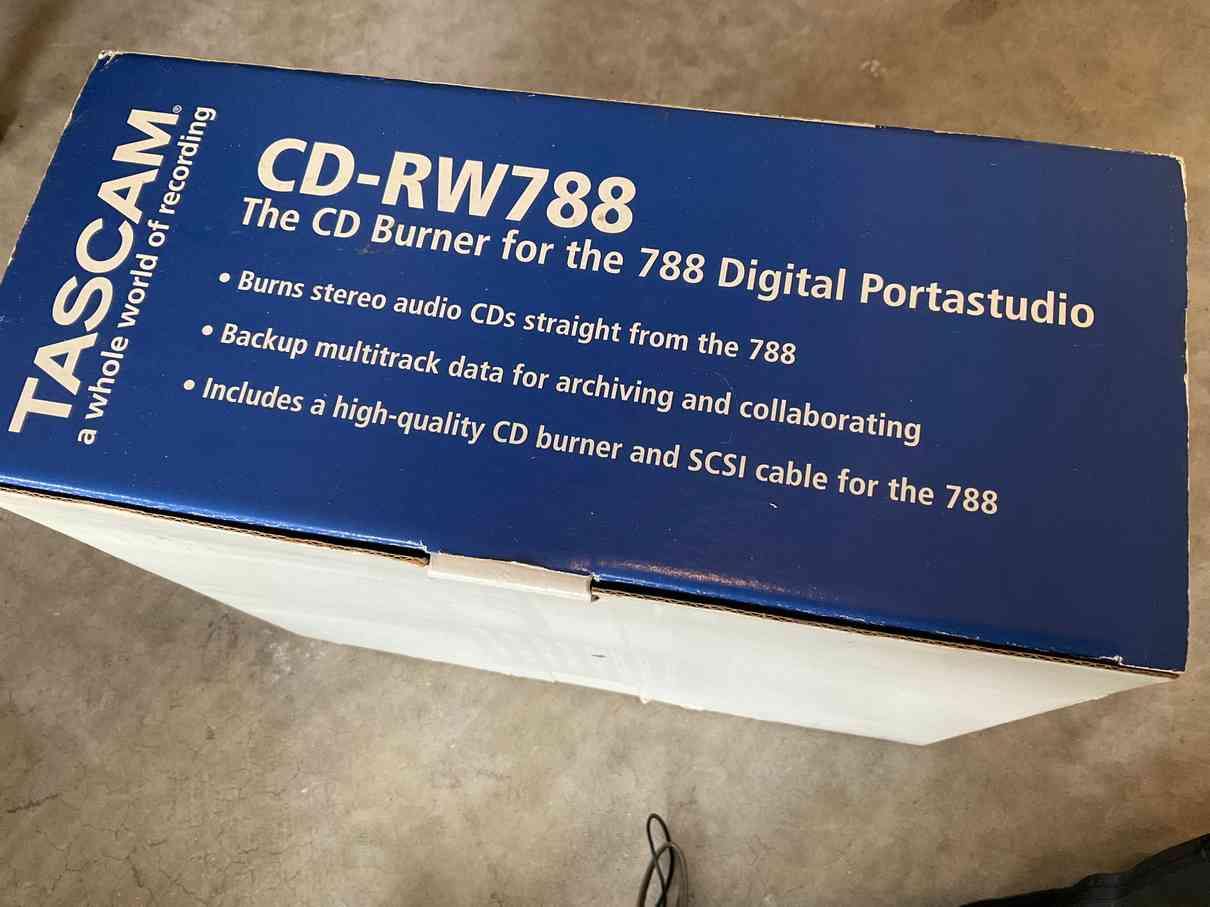 TASCAM®
a whole world of recording
CD-RW788
The CD Burner for the 788 Digital Portastudio
• Burns stereo audio CDs straight from the 788
• Backup multitrack data for archiving and collaborating
• Includes a high-quality CD burner and SCSI cable for the 788